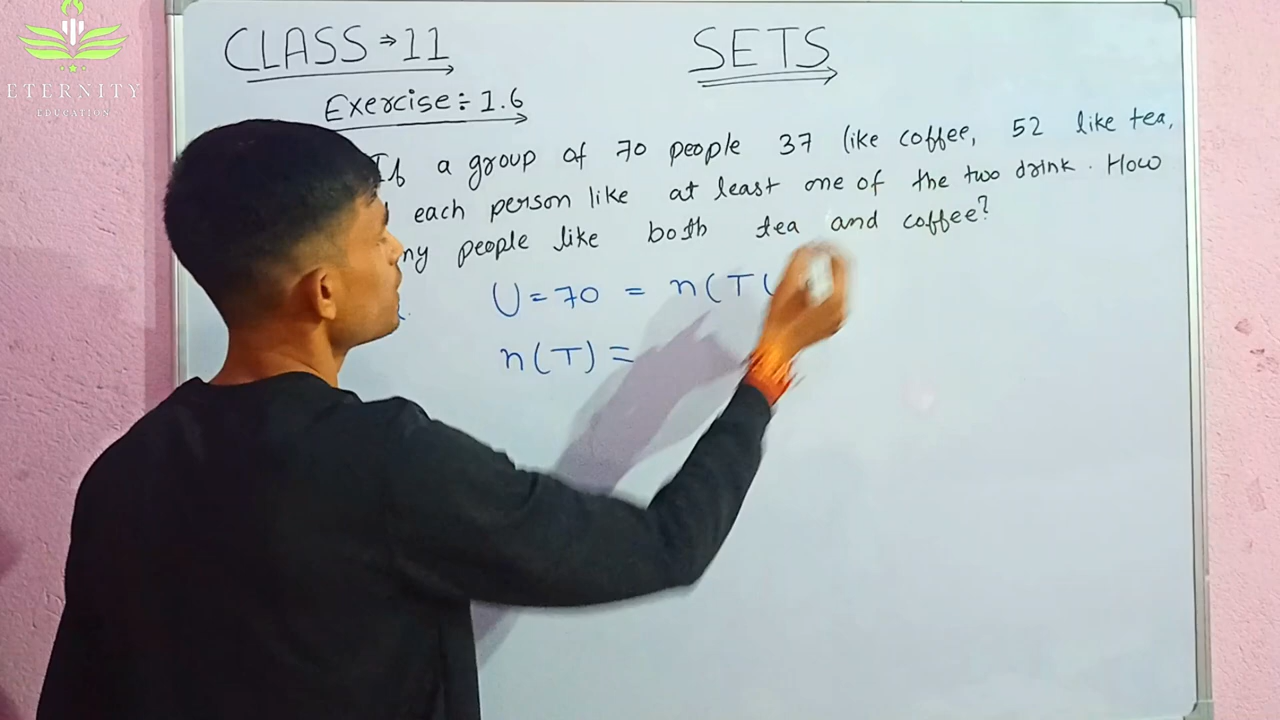 ETERNITY
EDUCATION
CLASS → 11
SETS
Exercise ÷ 1.6
If a group of 70 people 37 like coffee, 52 like tea,
each person like at least one of the two drink. How
ny people like both tea and coffee?
U = 70 = n(T U
n(T) =